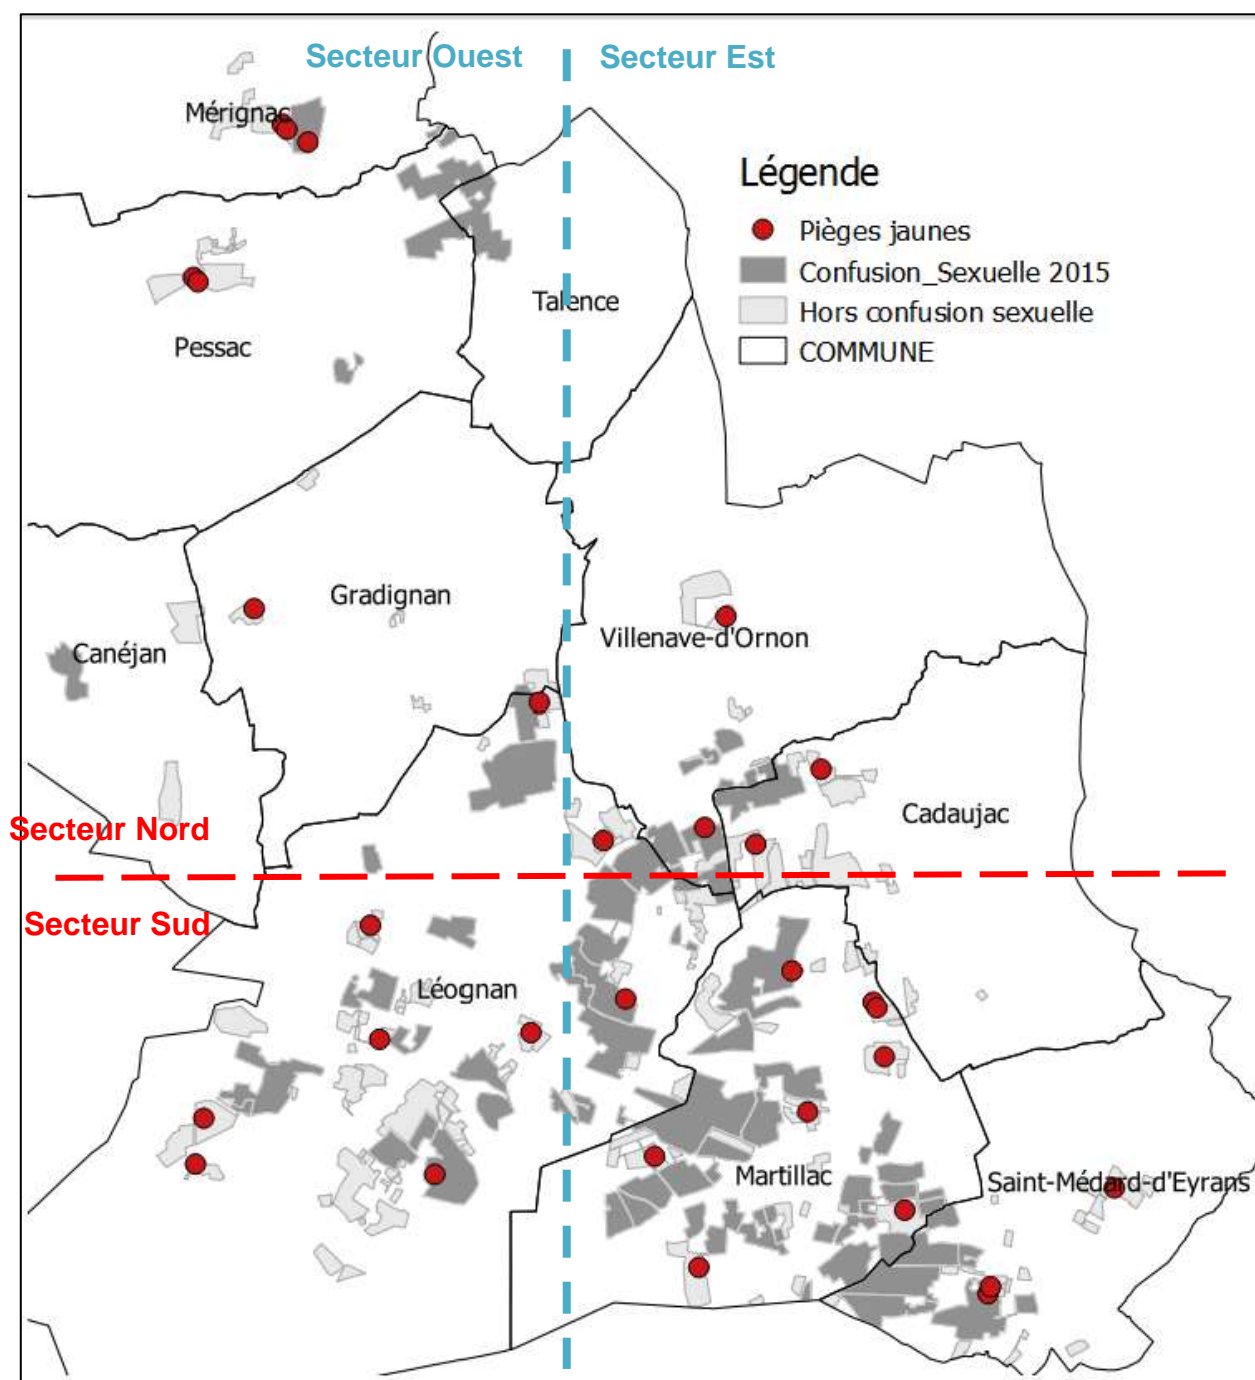 Secteur Ouest
Secteur Est
Mérignac
Légende
Pièges jaunes
Confusion_Sexuelle 2015
Hors confusion sexuelle
COMMUNE
Talence
Pessac
Gradignan
Villenave-d'Ornon
Canéjan
Cadaujac
Secteur Nord
Secteur Sud
Léognan
Martillac
Saint-Médard-d'Eyrans